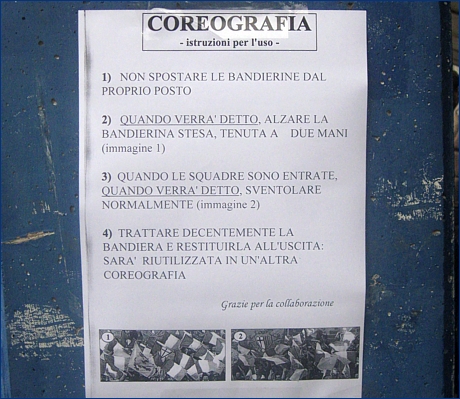 COREOGRAFIA
- istruzioni per l'uso -
1) NON SPOSTARE LE BANDIERINE DAL
PROPRIO POSTO
2) QUANDO VERRA' DETTO, ALZARE LA
BANDIERINA STESA, TENUTA A DUE MANI
(immagine 1)
3) QUANDO LE SQUADRE SONO ENTRATE,
QUANDO VERRA' DETTO, SVENTOLARE
NORMALMENTE (immagine 2)
4) TRATTARE DECENTEMENTE LA
BANDIERA E RESTITUIRLA ALL'USCITA:
SARA' RIUTILIZZATA IN UN'ALTRA
COREOGRAFIA
Grazie per la collaborazione
1 2